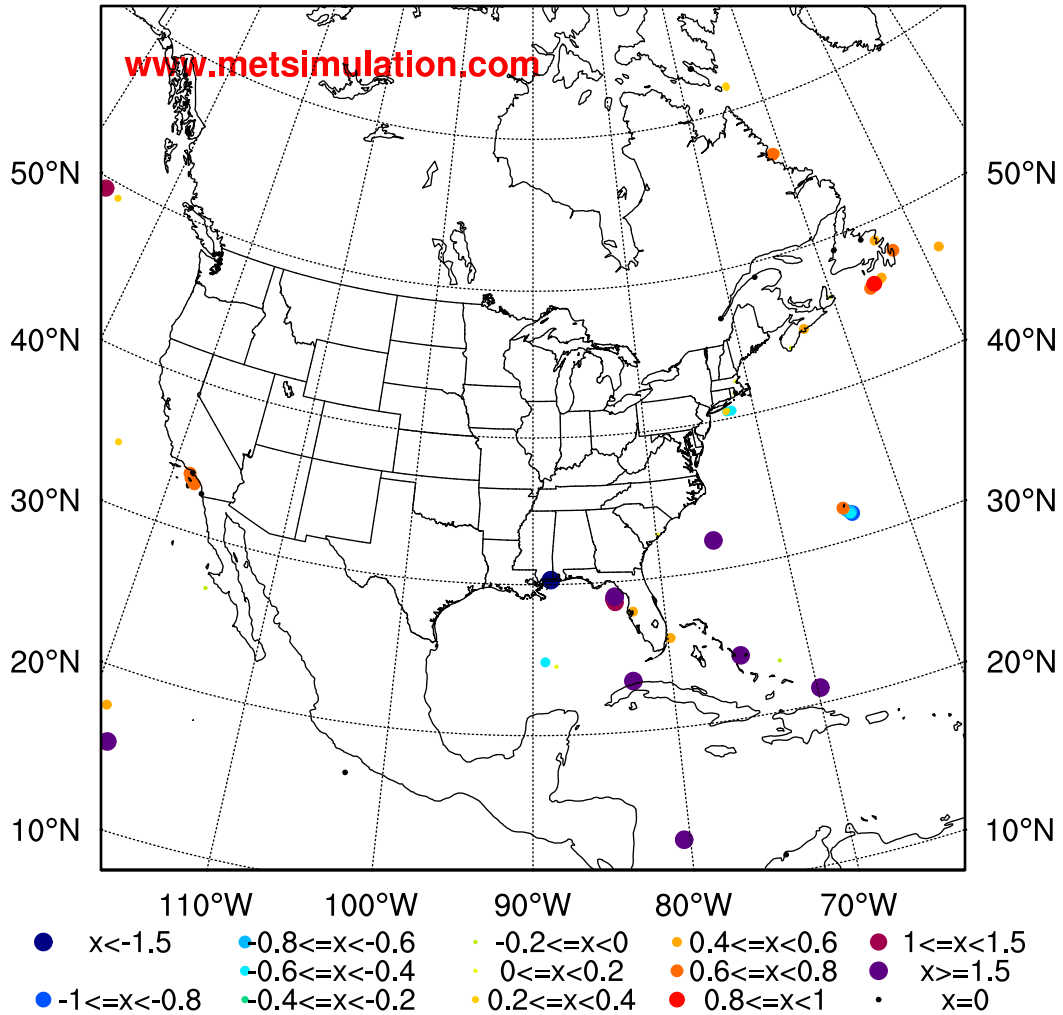 www.metsimulation.com
50°N 50°N
40°N 40°N
30°N 30°N
20°N 20°N
10°N 10°N
110°W 100°W 90°W 80°W 70°W
x<-1.5 -0.8<=x<-0.6 -0.2<=x<0 0.4<=x<0.6 1<=x<1.5
-0.6<=x<-0.4 0<=x<0.2 0.6<=x<0.8 x>=1.5
-1<=x<-0.8 -0.4<=x<-0.2 0.2<=x<0.4 0.8<=x<1 x=0